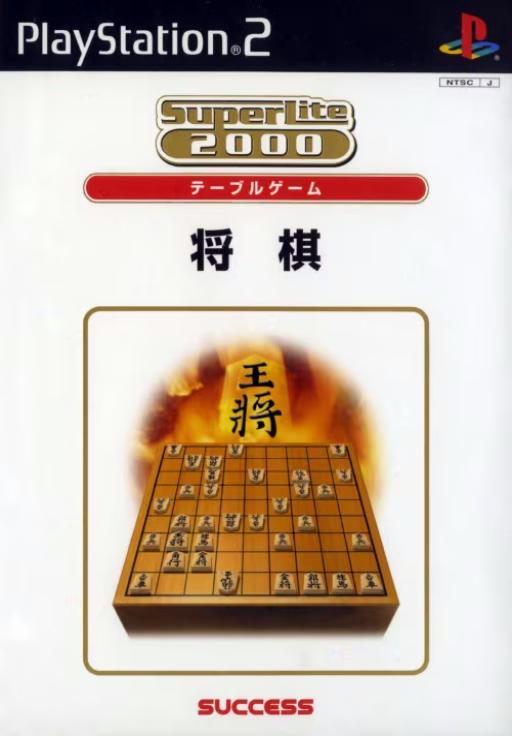 PlayStation®2
NTSC J
SuperLite
2000
テーブルゲーム
将 棋
王
将
SUCCESS